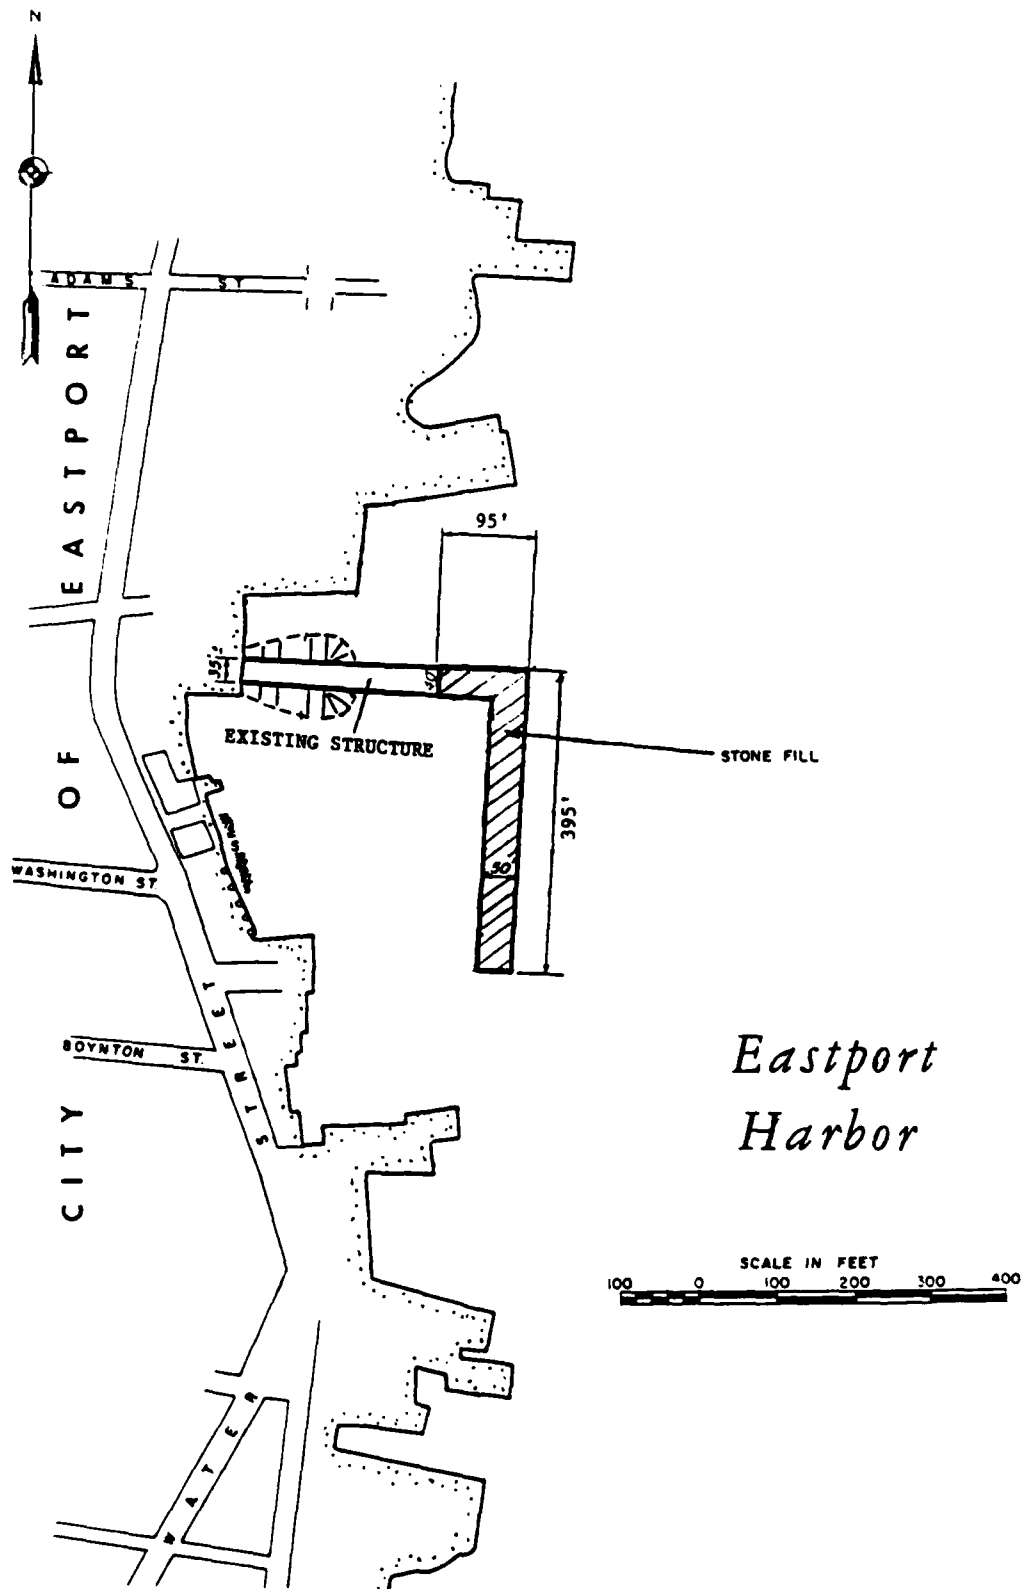 N
ADAMS ST
CITY OF EASTPORT
95'
35'
40'
EXISTING STRUCTURE
STONE FILL
395'
50'
WASHINGTON ST.
BOYNTON ST.
WATER STREET
Eastport
Harbor
SCALE IN FEET
100 0 100 200 300 400